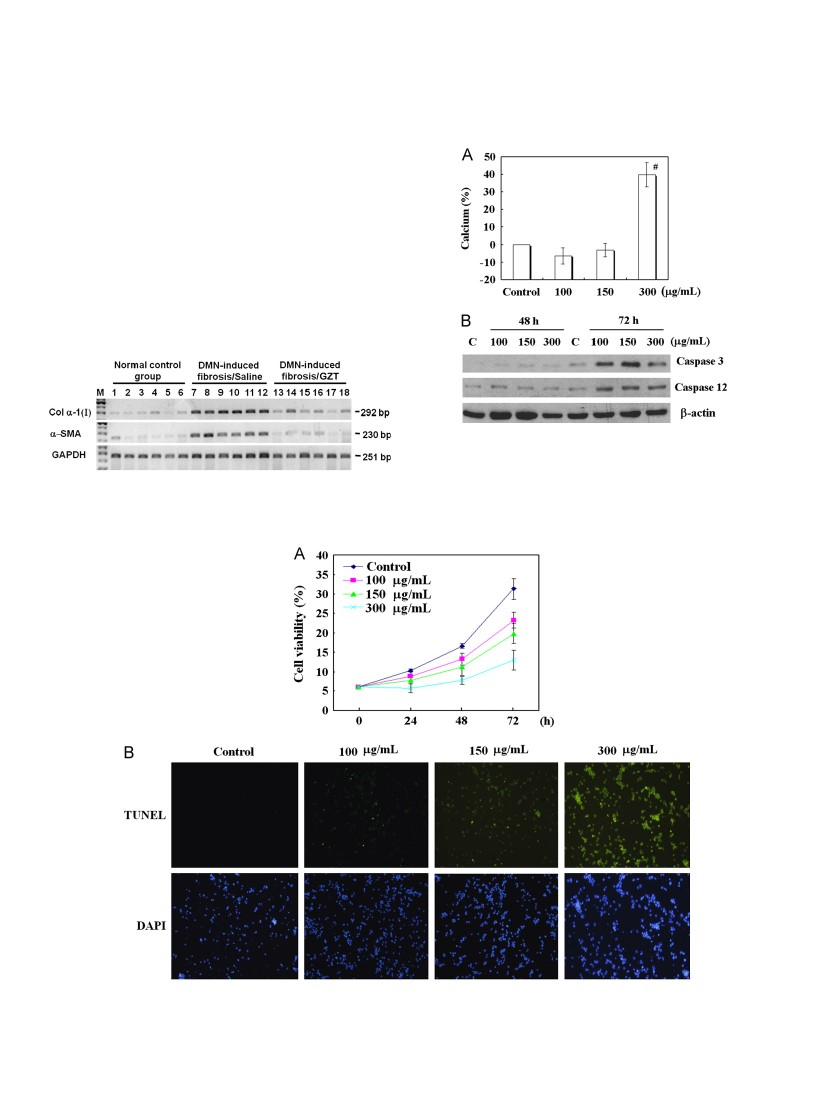 A
50
40
30
20
10
0
-10
-20
Calcium (%)
Control 100 150 300 (μg/mL)
#
B
48 h 72 h
C 100 150 300 C 100 150 300 (μg/mL)
Caspase 3
Caspase 12
β-actin
Normal control group
DMN-induced fibrosis/Saline
DMN-induced fibrosis/GZT
M 1 2 3 4 5 6 7 8 9 10 11 12 13 14 15 16 17 18
Col α-1(I) 292 bp
α-SMA 230 bp
GAPDH 251 bp
A
40
35
30
25
20
15
10
5
0
Cell viability (%)
Control
100 μg/mL
150 μg/mL
300 μg/mL
0 24 48 72 (h)
B
Control 100 μg/mL 150 μg/mL 300 μg/mL
TUNEL
DAPI